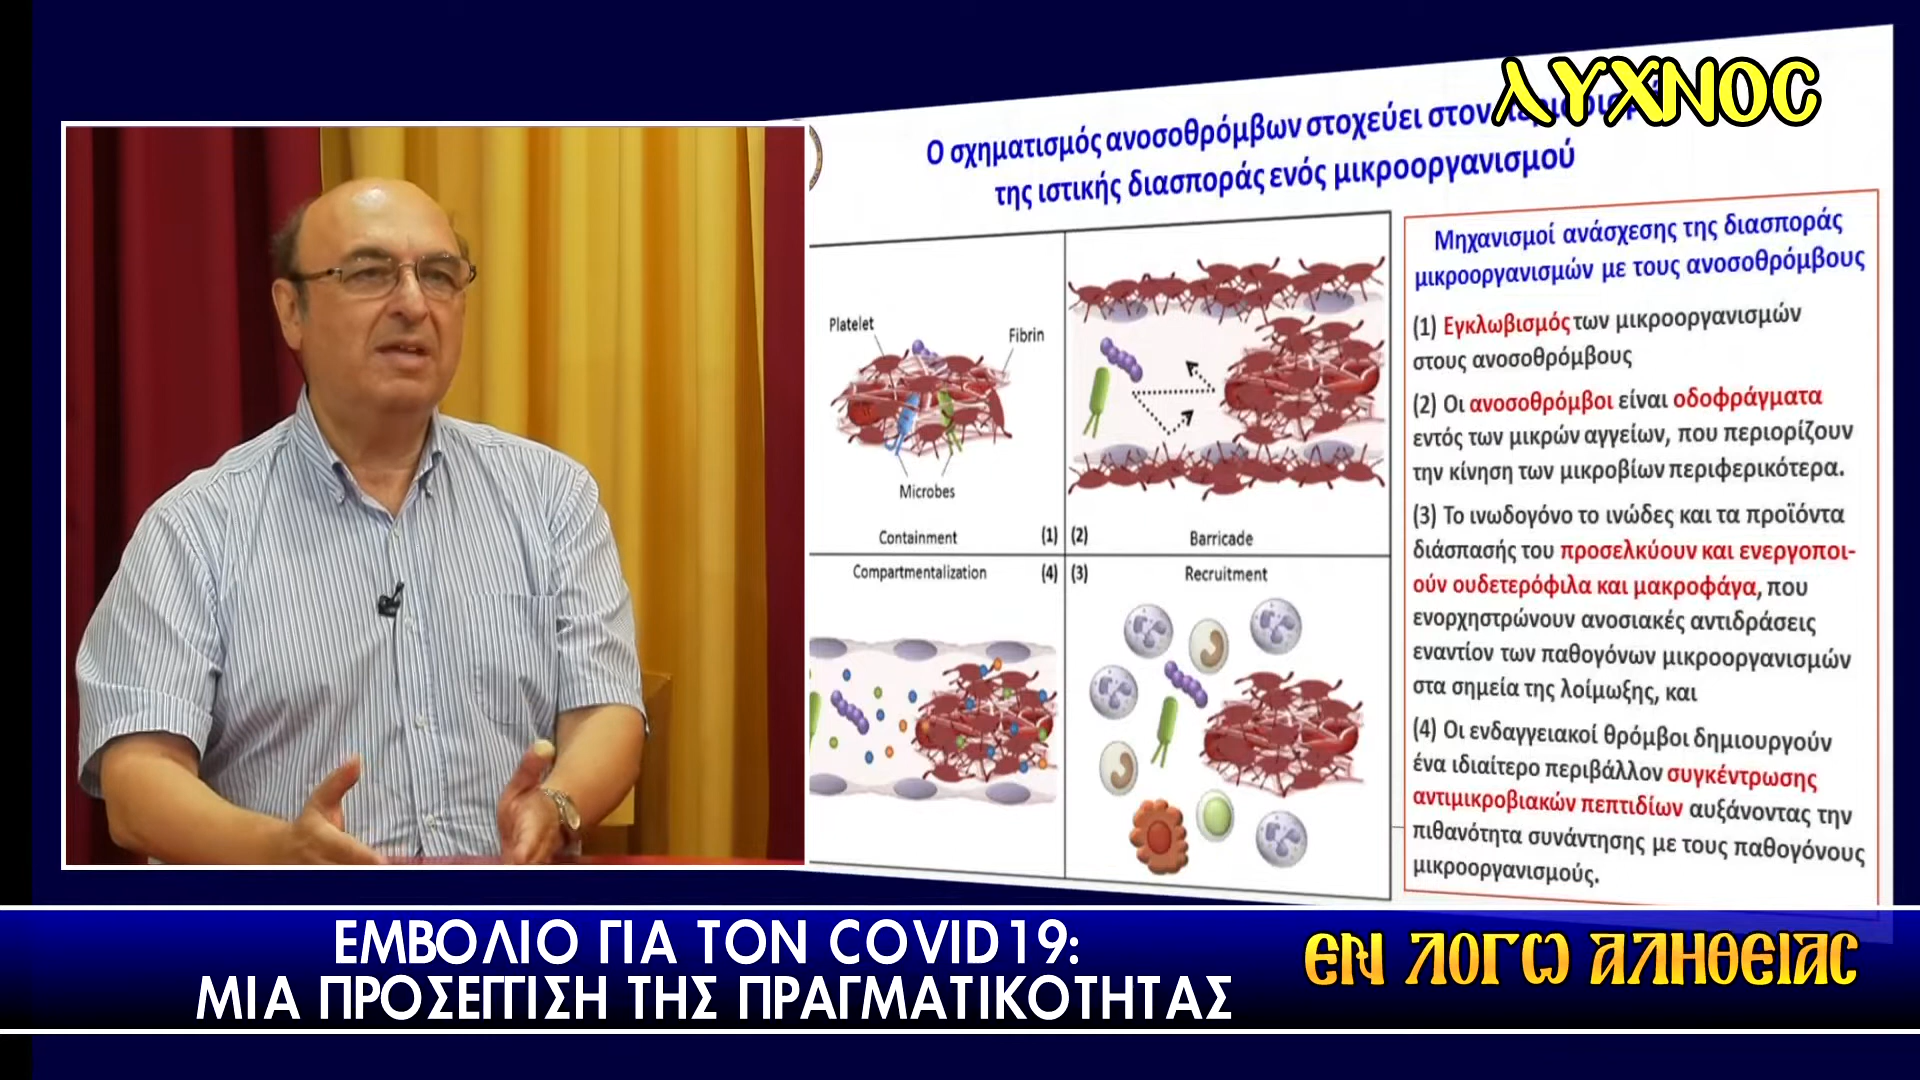 ΛΥΧΝΟС
Ο σχηματισμός ανοσοθρόμβων στοχεύει στον
της ιστικής διασποράς ενός μικροοργανισμού
Platelet
Fibrin
Microbes
Containment (1)
(2) Barricade
Compartmentalization (4)
(3) Recruitment
Μηχανισμοί ανάσχεσης της διασποράς
μικροοργανισμών με τους ανοσοθρόμβους
(1) Εγκλωβισμός των μικροοργανισμών
στους ανοσοθρόμβους
(2) Οι ανοσοθρόμβοι είναι οδοφράγματα
εντός των μικρών αγγείων, που περιορίζουν
την κίνηση των μικροβίων περιφερικότερα.
(3) Το ινωδογόνο το ινώδες και τα προϊόντα
διάσπασής του προσελκύουν και ενεργοποι-
ούν ουδετερόφιλα και μακροφάγα, που
ενορχηστρώνουν ανοσιακές αντιδράσεις
εναντίον των παθογόνων μικροοργανισμών
στα σημεία της λοίμωξης, και
(4) Οι ενδαγγειακοί θρόμβοι δημιουργούν
ένα ιδιαίτερο περιβάλλον συγκέντρωσης
αντιμικροβιακών πεπτιδίων αυξάνοντας την
πιθανότητα συνάντησης με τους παθογόνους
μικροοργανισμούς.
ΕΜΒΟΛΙΟ ΓΙΑ ΤΟΝ COVID19:
ΜΙΑ ΠΡΟΣΕΓΓΙΣΗ ΤΗΣ ΠΡΑΓΜΑΤΙΚΟΤΗΤΑΣ
ΕΝ ΛΟΓΩ ΑΛΗΘΕΙΑС